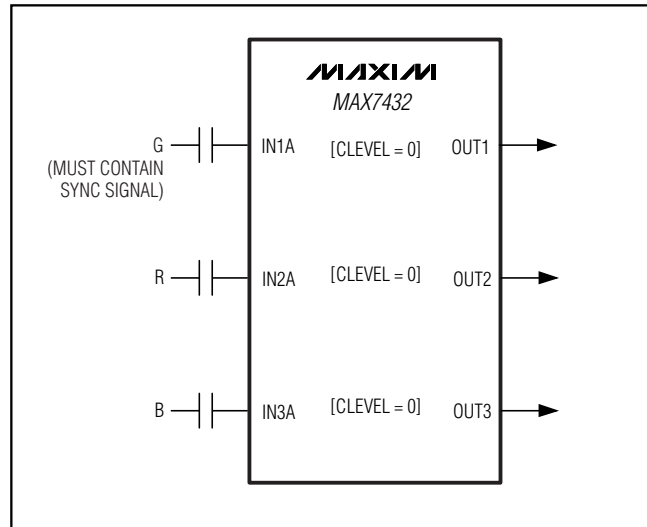 MAXIM
MAX7432
G
(MUST CONTAIN
SYNC SIGNAL)
IN1A
[CLEVEL = 0]
OUT1
R
IN2A
[CLEVEL = 0]
OUT2
B
IN3A
[CLEVEL = 0]
OUT3